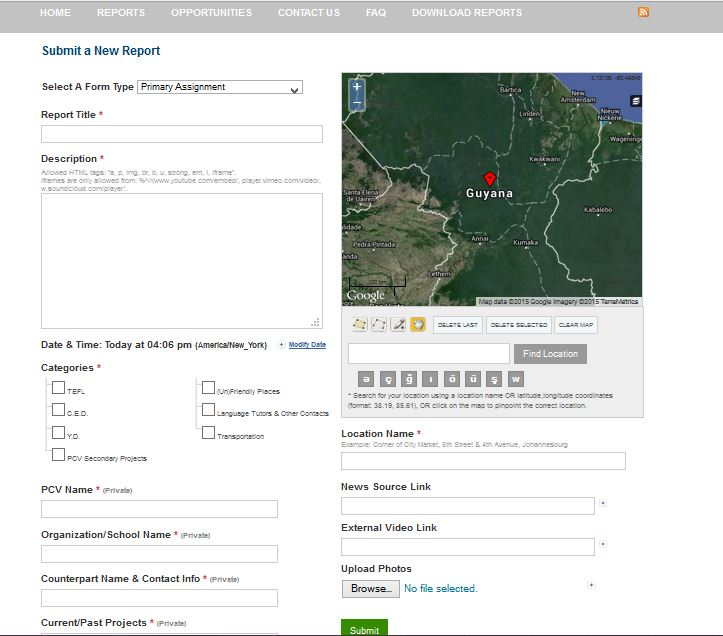 HOME REPORTS OPPORTUNITIES CONTACT US FAQ DOWNLOAD REPORTS
Submit a New Report
Select A Form Type Primary Assignment
Report Title *
Description *
Allowed HTML tags: "a, p, img, br, b, u, strong, em, i, iframe".
Iframes are only allowed from:
www.youtube.com/embed/, player.vimeo.com/video/,
w.soundcloud.com/player/.
Date & Time: Today at 04:06 pm (America/New_York) Modify Date
Categories *
TEFL
C.E.D.
Y.D.
PCV Secondary Projects
(Un)Friendly Places
Language Tutors & Other Contacts
Transportation
PCV Name * (Private)
Organization/School Name * (Private)
Counterpart Name & Contact Info * (Private)
Current/Past Projects * (Private)
+
−
Bartica
New
Amsterdam
Linden
Nieuw
Nickerie
Wageningen
Kwakwani
Guyana
Santa Elena
de Uairen
Kabalebo
Pedra Pintada
Annai
Kumaka
Lethem
Google
Map data ©2015 Google Imagery ©2015 TerraMetrics
DELETE LAST DELETE SELECTED CLEAR MAP
Find Location
ə ç ğ ı ö ü ş w
* Search for your location using a location name OR latitude,longitude coordinates
(format: 38.19, 85.61), OR click on the map to pinpoint the correct location.
Location Name *
Example: Corner of City Market, 5th Street & 4th Avenue, Johannesburg
News Source Link
External Video Link
Upload Photos
Browse... No file selected.
Submit